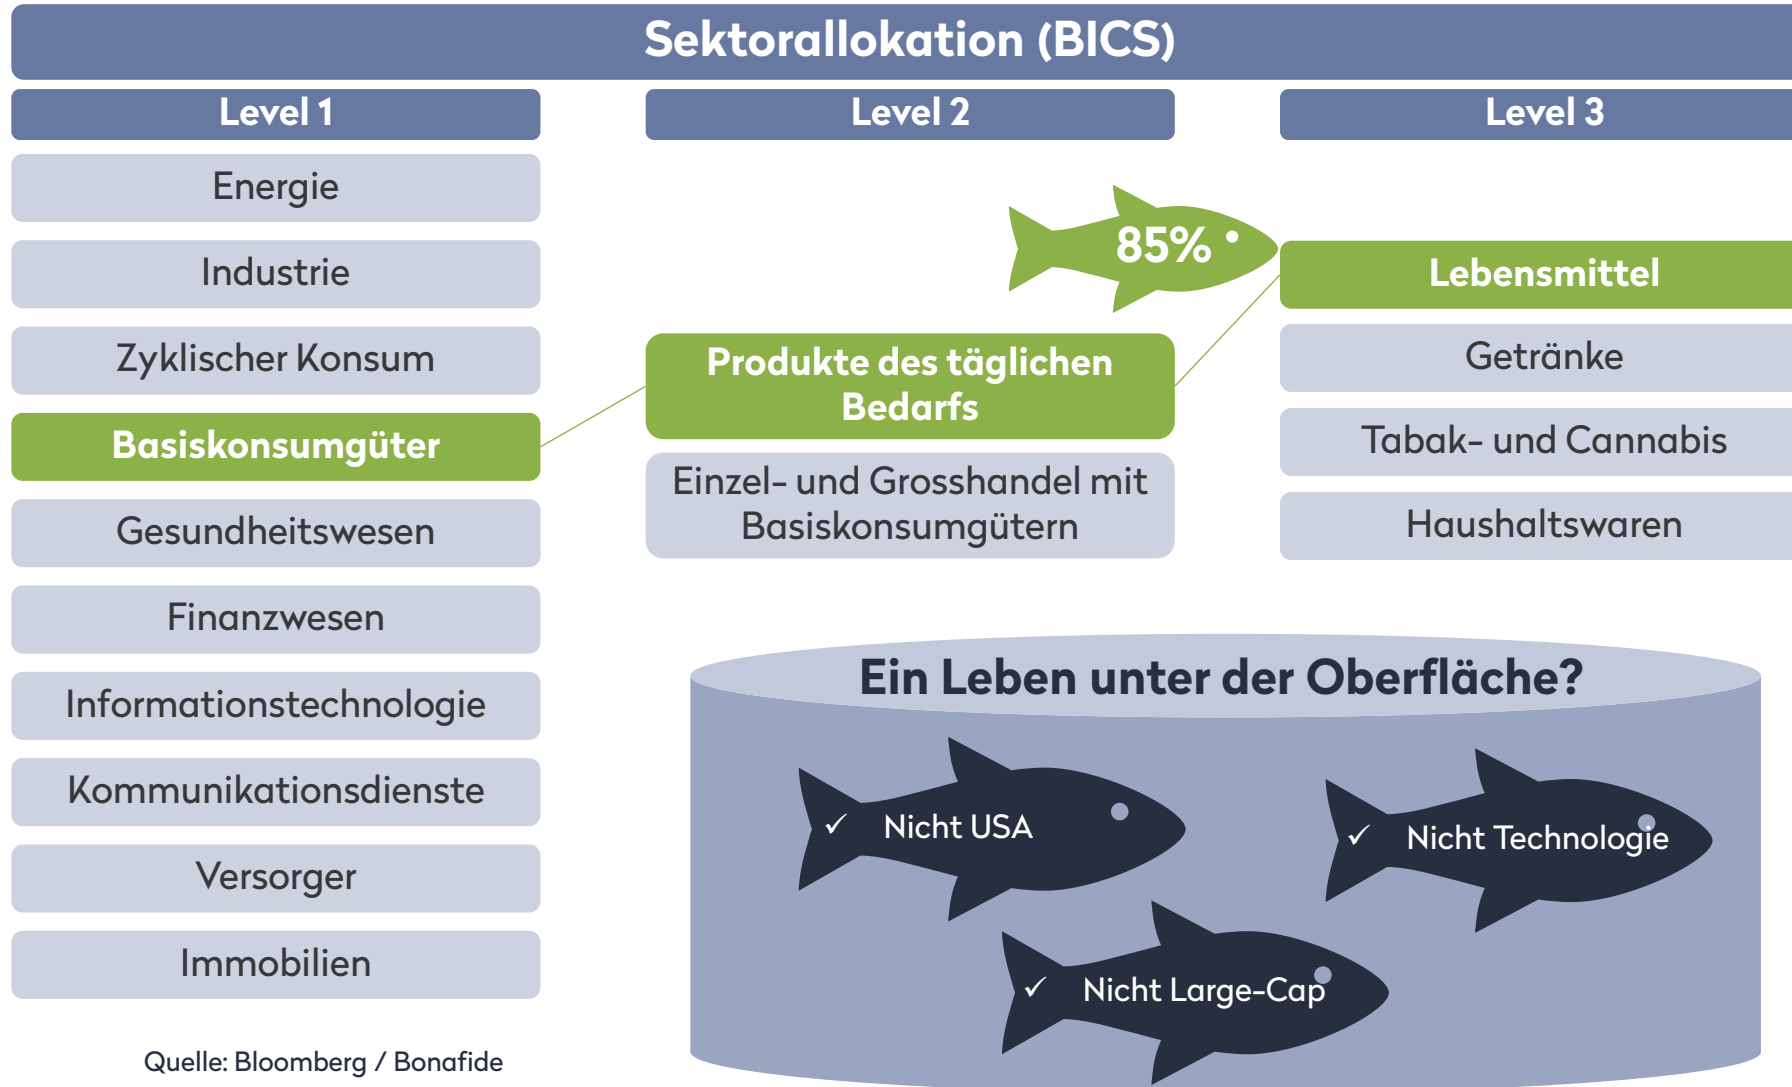 Sektorallokation (BICS)
Level 1
Energie
Industrie
Zyklischer Konsum
Basiskonsumgüter
Gesundheitswesen
Finanzwesen
Informationstechnologie
Kommunikationsdienste
Versorger
Immobilien
Level 2
85%
Produkte des täglichen
Bedarfs
Einzel- und Grosshandel mit
Basiskonsumgütern
Level 3
Lebensmittel
Getränke
Tabak- und Cannabis
Haushaltswaren
Ein Leben unter der Oberfläche?
✓ Nicht USA
✓ Nicht Technologie
✓ Nicht Large-Cap
Quelle: Bloomberg / Bonafide